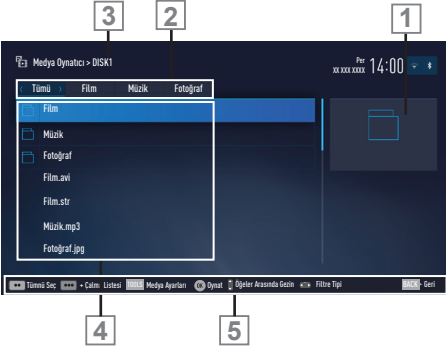 3 2 1
Medya Oynatıcı > DISK1
Per
xx xxx xxxx 14:00
‹ Tümü › Film Müzik Fotoğraf
Film
Müzik
Fotoğraf
Film.avi
Film.str
Müzik.mp3
Fotoğraf.jpg
Tümnü Seç + Çalmi Listesi TOOLS Medya Ayarları OK Oynat Öğeler Arasında Gezin Filtre Tipi BACK - Geri
4 5